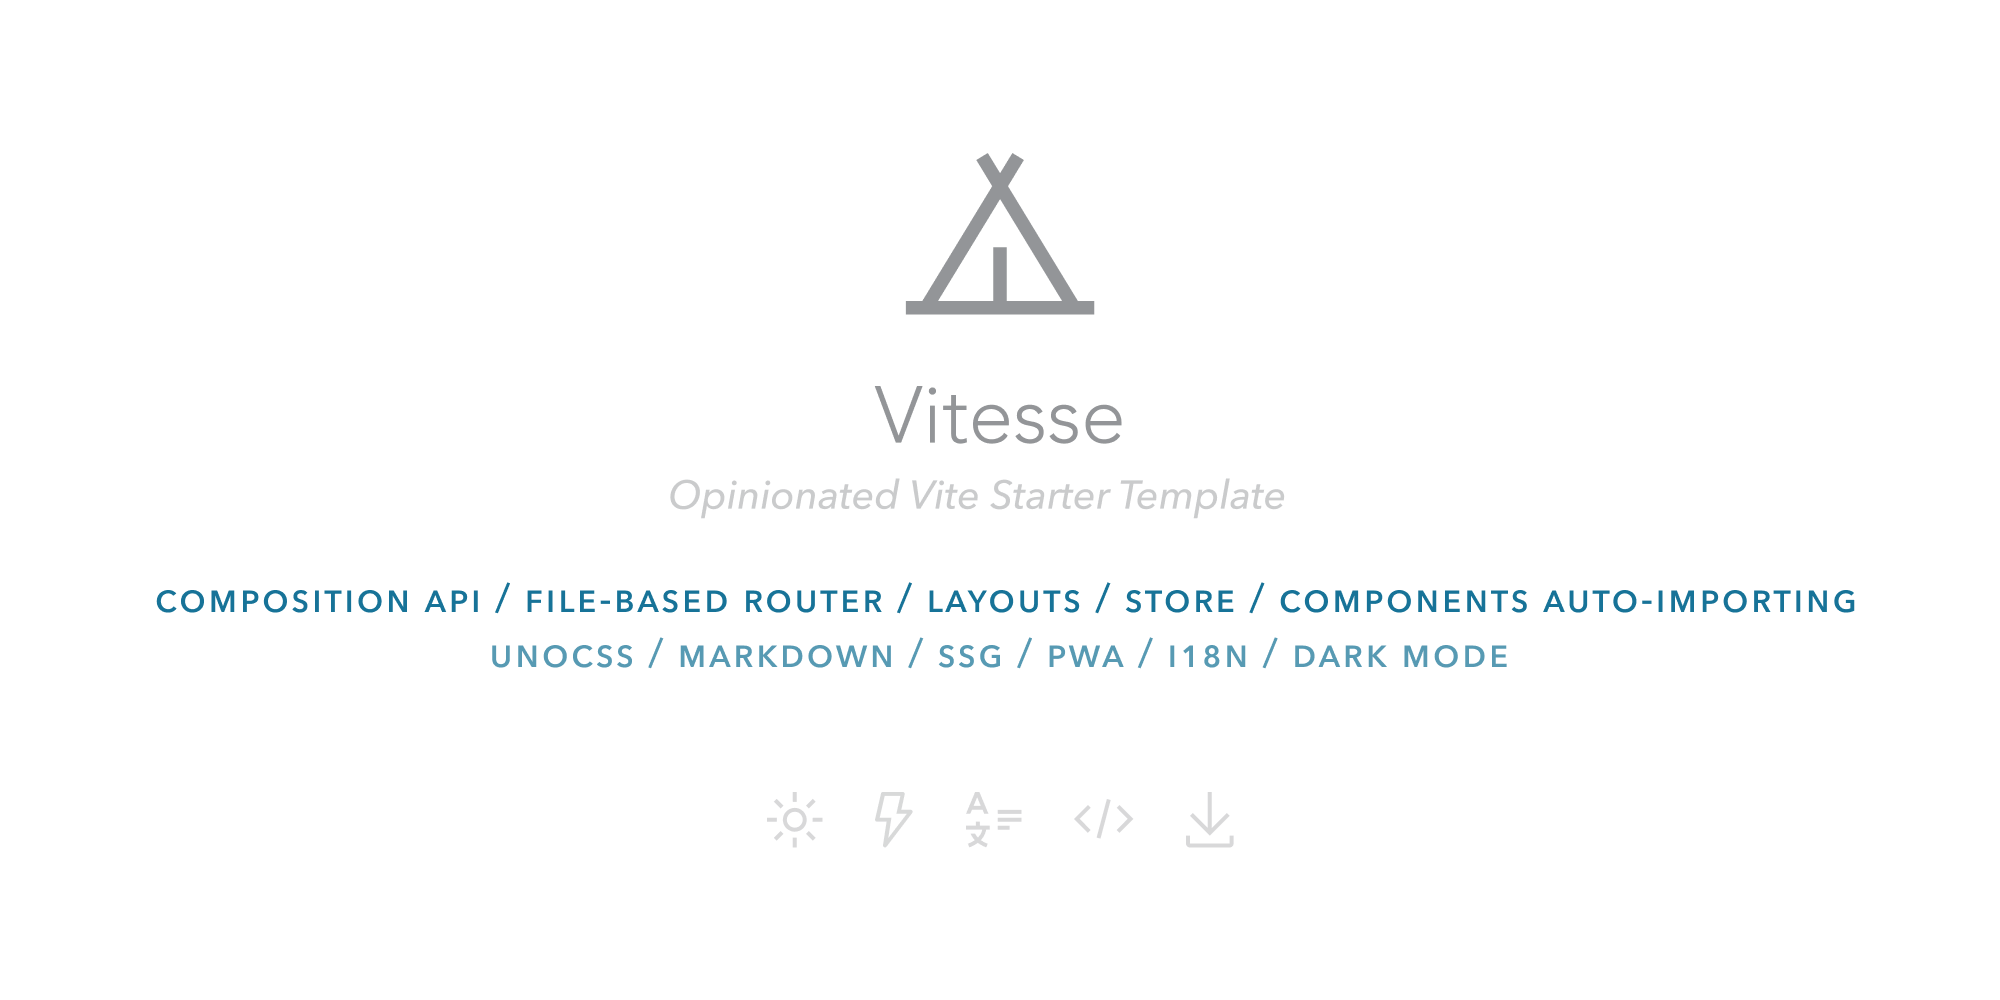 Vitesse
Opinionated Vite Starter Template
COMPOSITION API / FILE-BASED ROUTER / LAYOUTS / STORE / COMPONENTS AUTO-IMPORTING
UNOCSS / MARKDOWN / SSG / PWA / I18N / DARK MODE
A
文